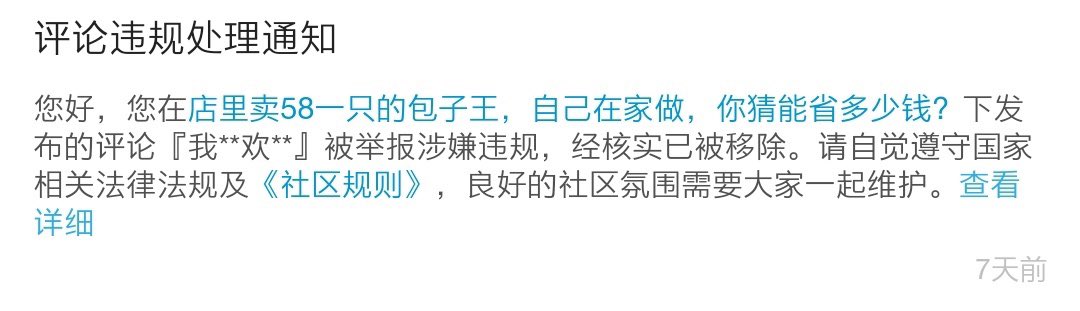 评论违规处理通知
您好，您在店里卖58一只的包子王，自己在家做，你猜能省多少钱？下发
布的评论『我**欢**』被举报涉嫌违规，经核实已被移除。请自觉遵守国家
相关法律法规及《社区规则》，良好的社区氛围需要大家一起维护。查看
详细
7天前